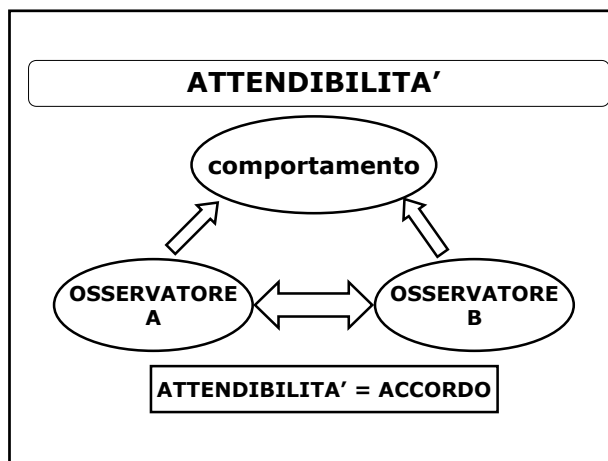 ATTENDIBILITA’
comportamento
OSSERVATORE
A
OSSERVATORE
B
ATTENDIBILITA’ = ACCORDO